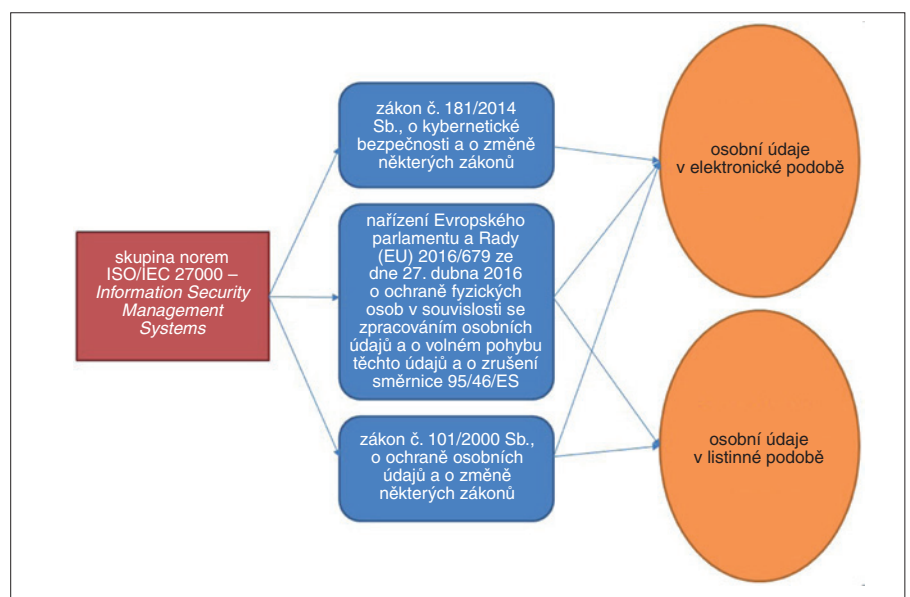 skupina norem
ISO/IEC 27000 –
Information Security
Management
Systems
zákon č. 181/2014
Sb., o kybernetické
bezpečnosti a o změně
některých zákonů
nařízení Evropského
parlamentu a Rady
(EU) 2016/679 ze
dne 27. dubna 2016
o ochraně fyzických
osob v souvislosti se
zpracováním osobních
údajů a o volném pohybu
těchto údajů a o zrušení
směrnice 95/46/ES
zákon č. 101/2000 Sb.,
o ochraně osobních
údajů a o změně
některých zákonů
osobní údaje
v elektronické podobě
osobní údaje
v listinné podobě